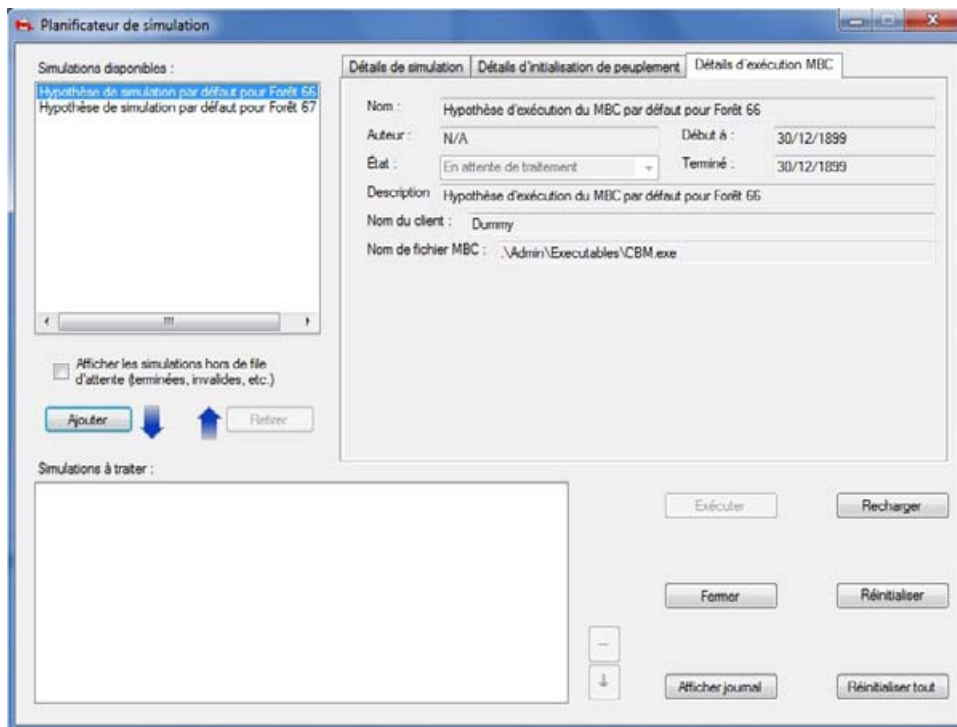 Planificateur de simulation
Simulations disponibles :
Hypothèse de simulation par défaut pour Forêt 66
Hypothèse de simulation par défaut pour Forêt 67
Afficher les simulations hors de file
d'attente (terminées, invalides, etc.)
Ajouter
Retirer
Détails de simulation
Détails d'initialisation de peuplement
Détails d'exécution MBC
Nom :
Hypothèse d'exécution du MBC par défaut pour Forêt 66
Auteur :
N/A
Début à :
30/12/1899
État :
En attente de traitement
Terminé :
30/12/1899
Description
Hypothèse d'exécution du MBC par défaut pour Forêt 66
Nom du client :
Dummy
Nom de fichier MBC :
.\Admin\Executables\CBM.exe
Simulations à traiter :
Exécuter
Recharger
Fermer
Réinitialiser
Afficher journal
Réinitialiser tout